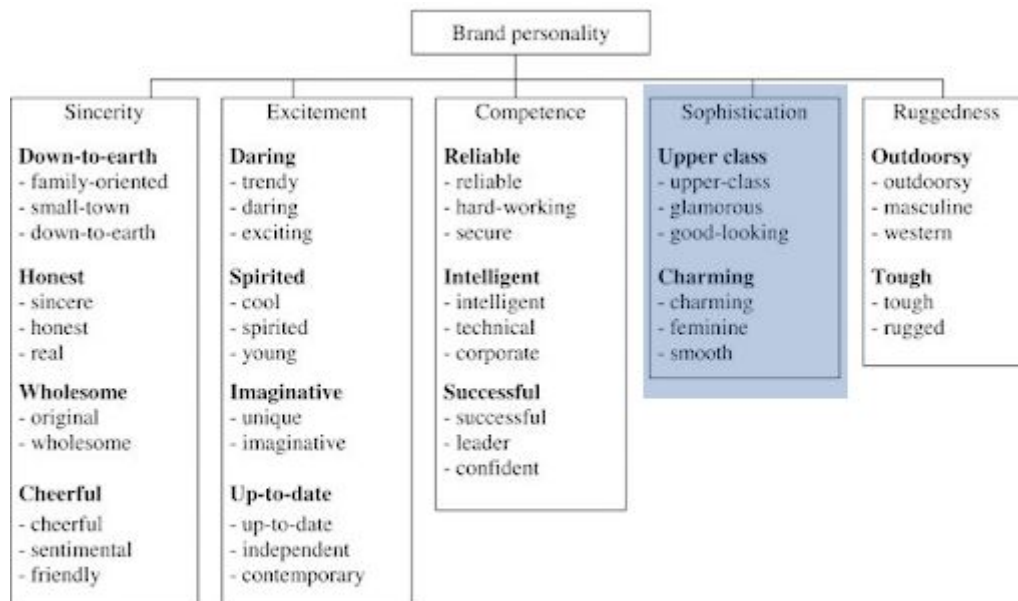 Brand personality
Sincerity
Down-to-earth
- family-oriented
- small-town
- down-to-earth
Honest
- sincere
- honest
- real
Wholesome
- original
- wholesome
Cheerful
- cheerful
- sentimental
- friendly
Excitement
Daring
- trendy
- daring
- exciting
Spirited
- cool
- spirited
- young
Imaginative
- unique
- imaginative
Up-to-date
- up-to-date
- independent
- contemporary
Competence
Reliable
- reliable
- hard-working
- secure
Intelligent
- intelligent
- technical
- corporate
Successful
- successful
- leader
- confident
Sophistication
Upper class
- upper-class
- glamorous
- good-looking
Charming
- charming
- feminine
- smooth
Ruggedness
Outdoorsy
- outdoorsy
- masculine
- western
Tough
- tough
- rugged